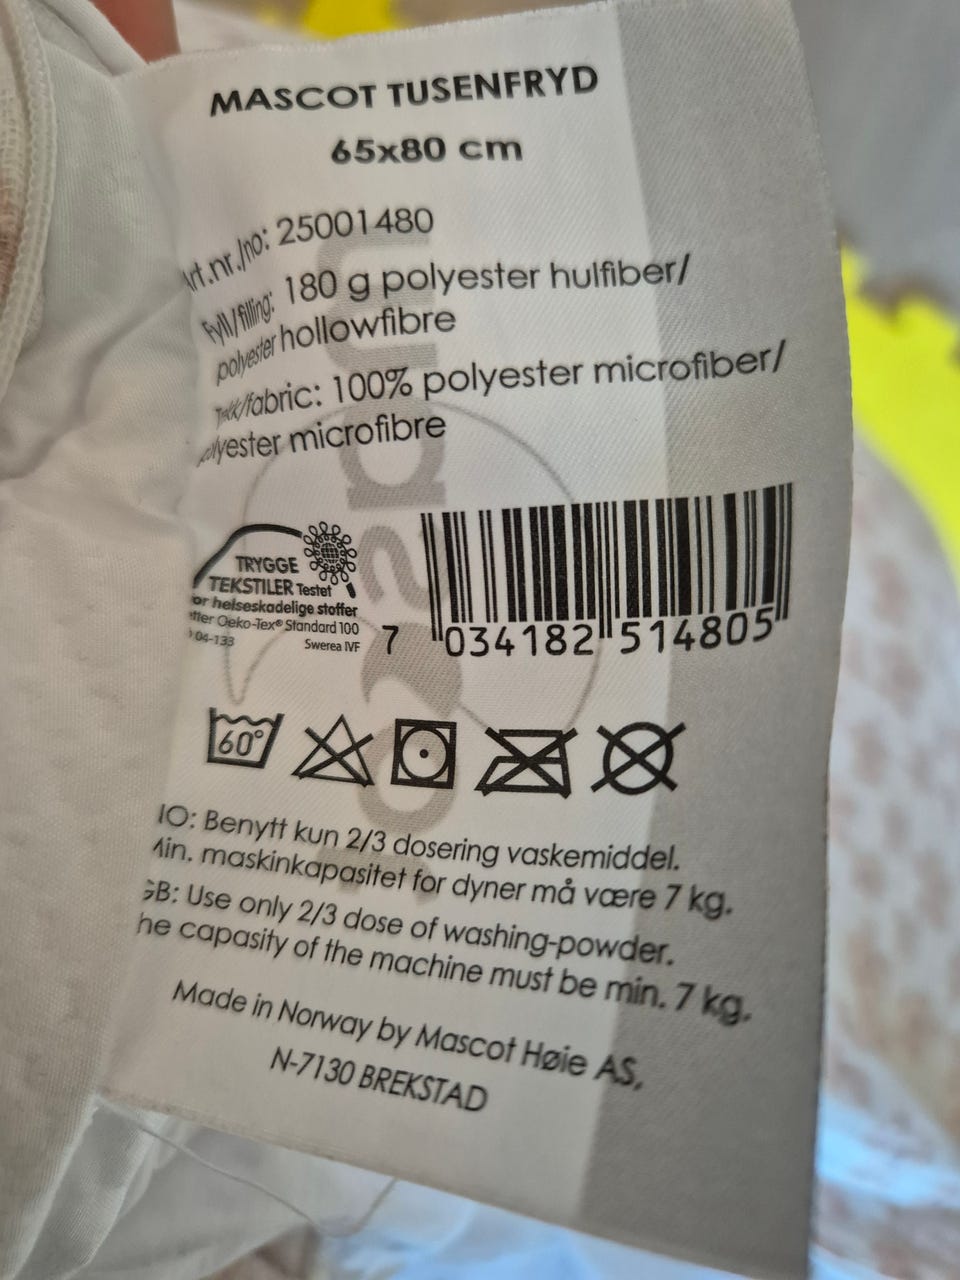 MASCOT TUSENFRYD
65x80 cm
Art.nr./no: 25001480
Fyll/filling: 180 g polyester hulfiber/
polyester hollowfibre
Trekk/fabric: 100% polyester microfiber/
polyester microfibre
TRYGGE
TEKSTILER Testet
for helseskadelige stoffer
etter Oeko-Tex® Standard 100
04-133 Swerea IVF
7 034182 514805
60°
NO: Benytt kun 2/3 dosering vaskemiddel.
Min. maskinkapasitet for dyner må være 7 kg.
GB: Use only 2/3 dose of washing-powder.
The capasity of the machine must be min. 7 kg.
Made in Norway by Mascot Høie AS,
N-7130 BREKSTAD